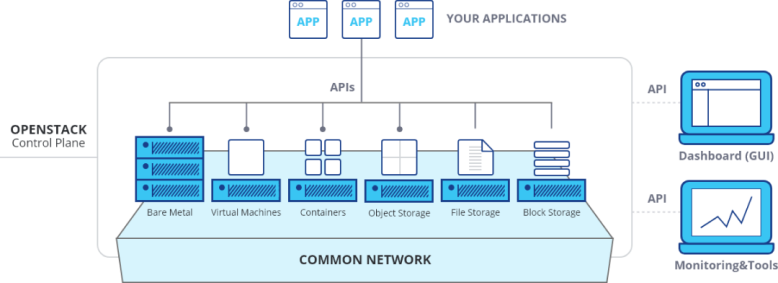 APP APP APP YOUR APPLICATIONS
APIs
API
OPENSTACK
Control Plane
Dashboard (GUI)
API
Bare Metal Virtual Machines Containers Object Storage File Storage Block Storage
COMMON NETWORK
Monitoring&Tools